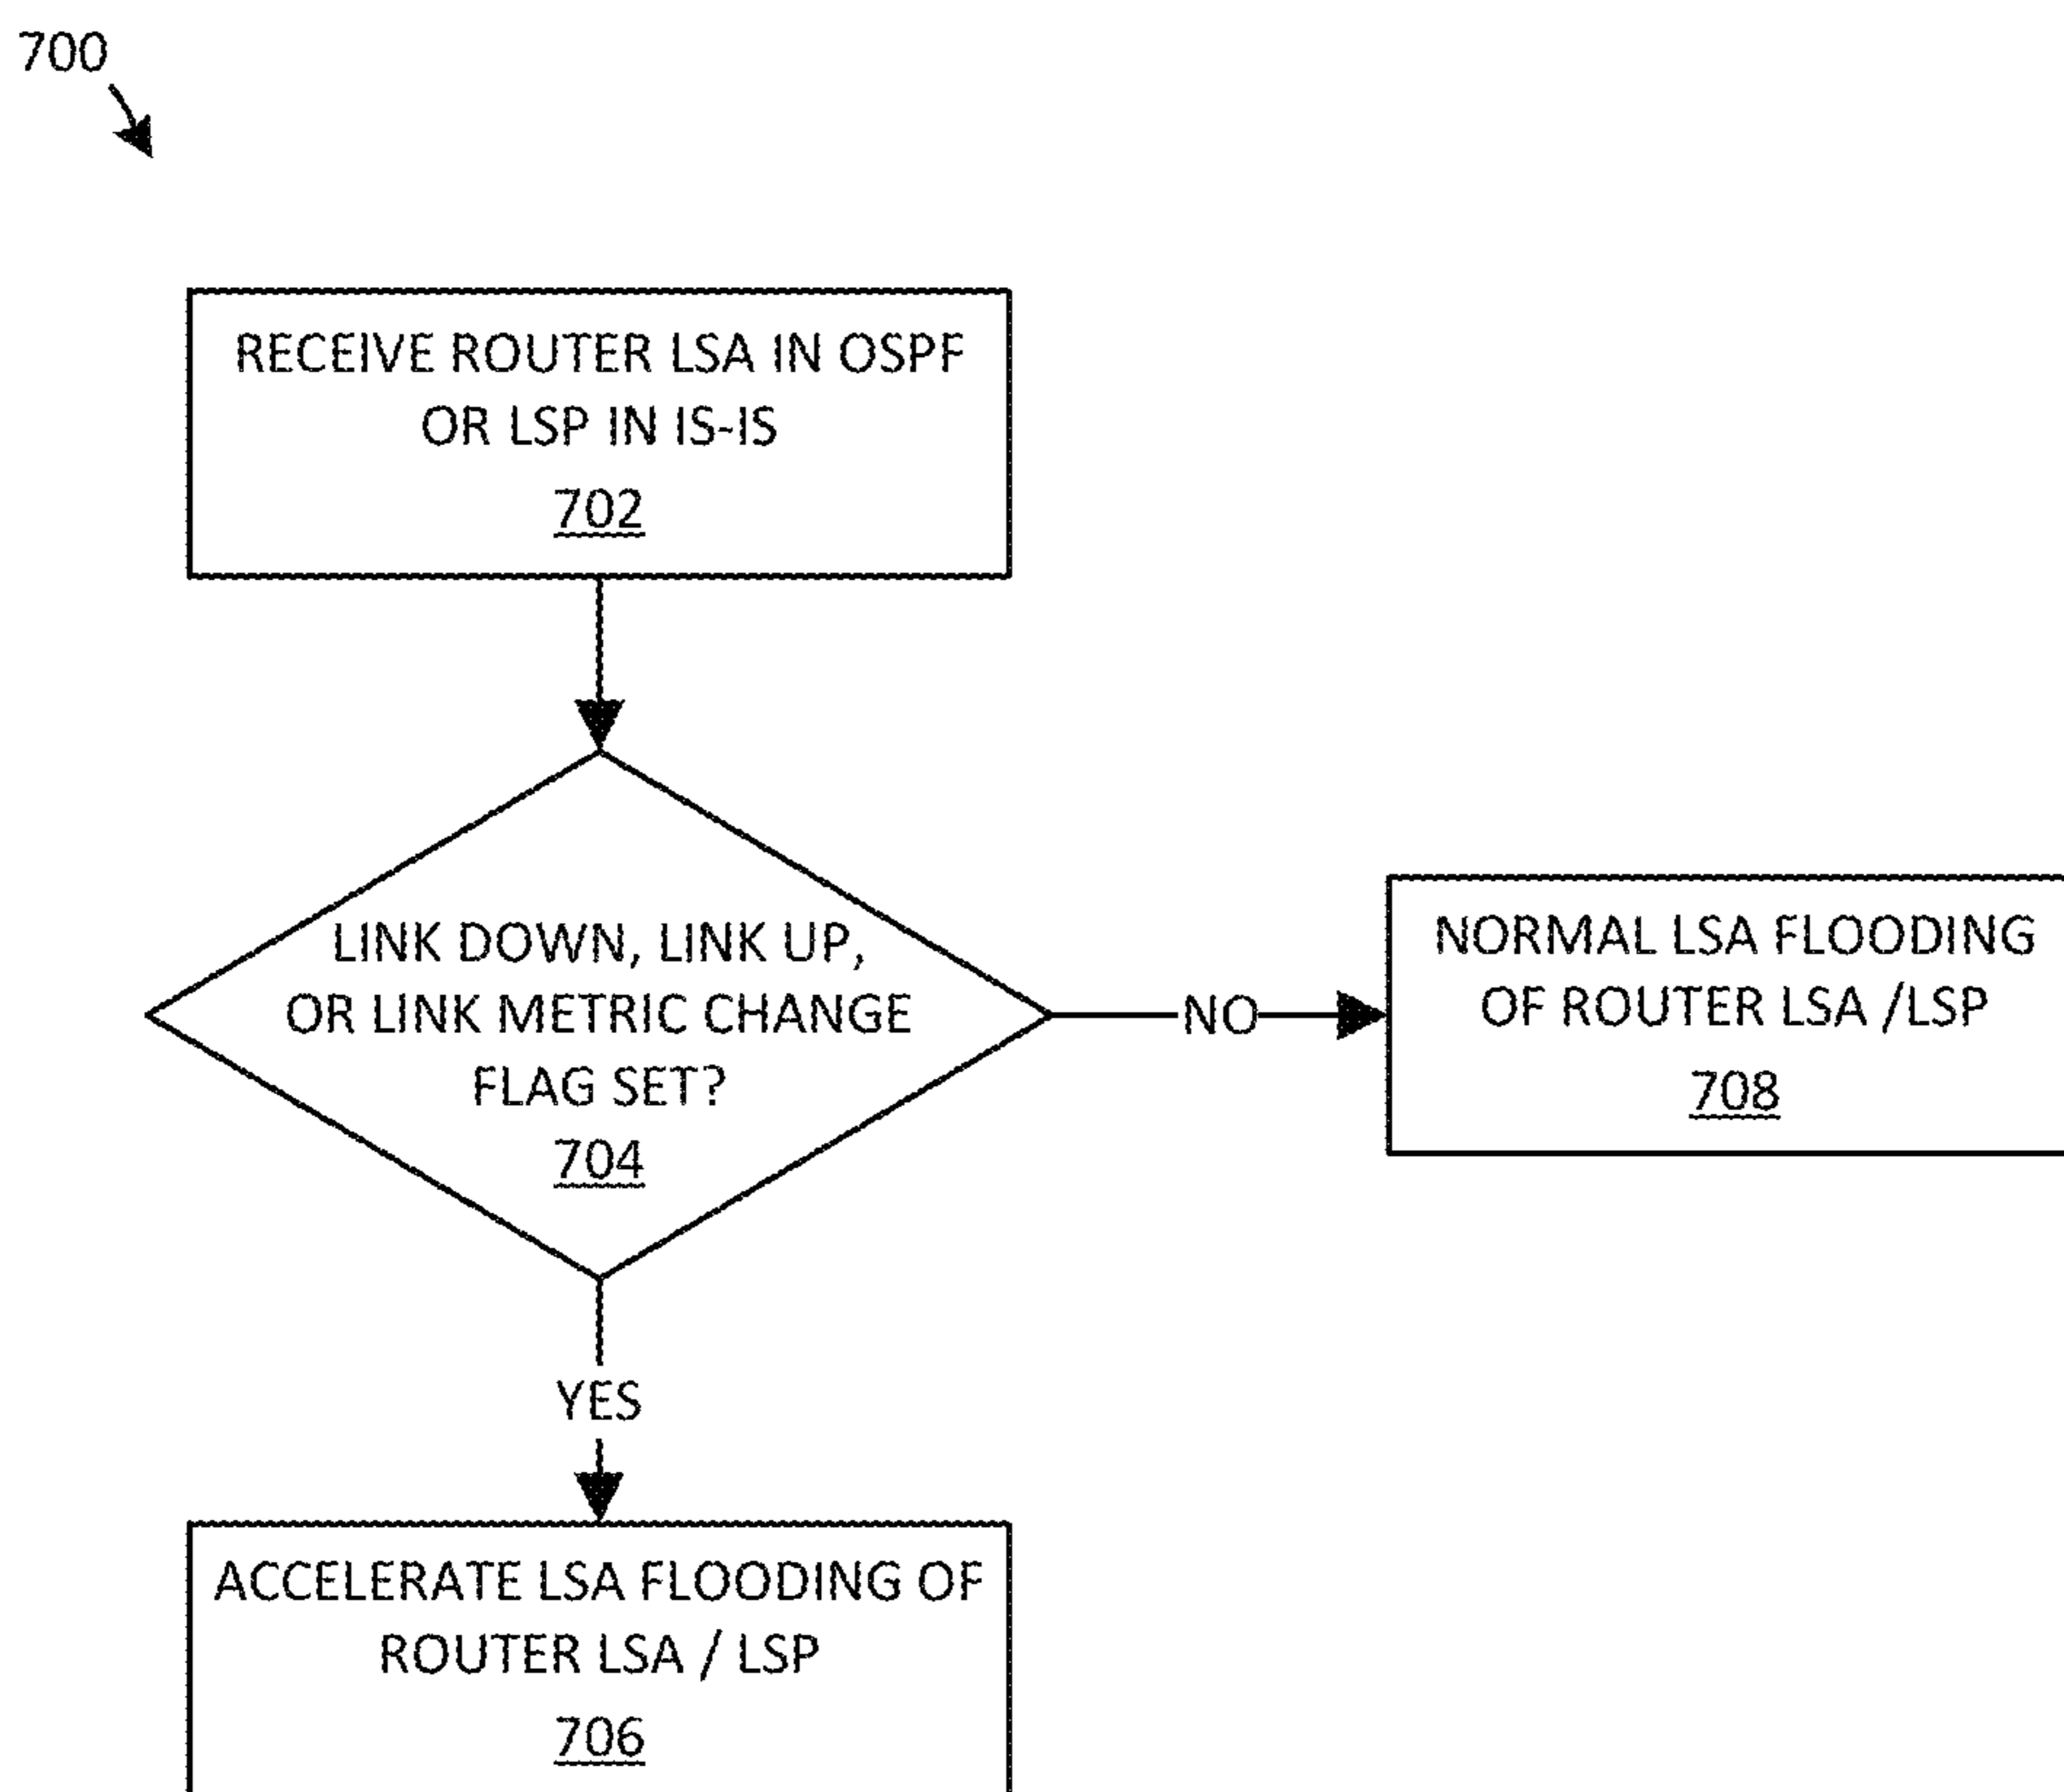 700
RECEIVE ROUTER LSA IN OSPF
OR LSP IN IS-IS
702
LINK DOWN, LINK UP,
OR LINK METRIC CHANGE
FLAG SET?
704
NO
NORMAL LSA FLOODING
OF ROUTER LSA /LSP
708
YES
ACCELERATE LSA FLOODING OF
ROUTER LSA / LSP
706